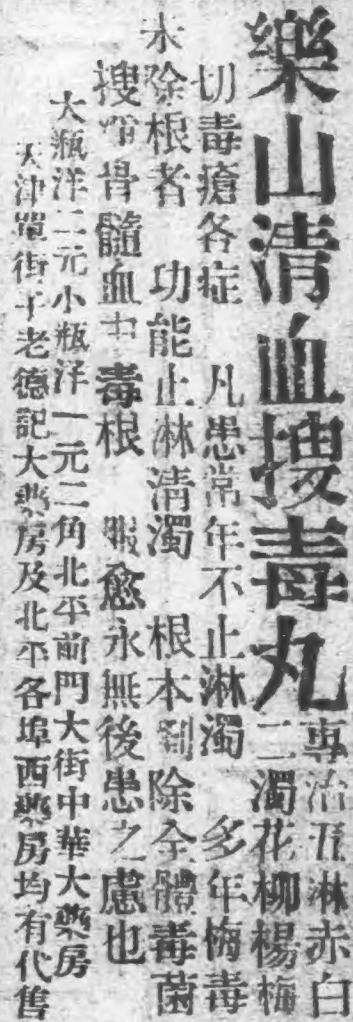 樂山清血搜毒丸
專治五淋赤白
二濁花柳楊梅
切毒瘡各症 凡患常年不止淋濁 多年梅毒
未除根者 功能止淋清濁 根本剷除全體毒菌
搜 骨髓血中毒根 服愈永無後患之慮也
大瓶洋二元小瓶洋一元二角北平前門大街中華大藥房
天津單街子老德記大藥房及北平各埠西藥房均有代售